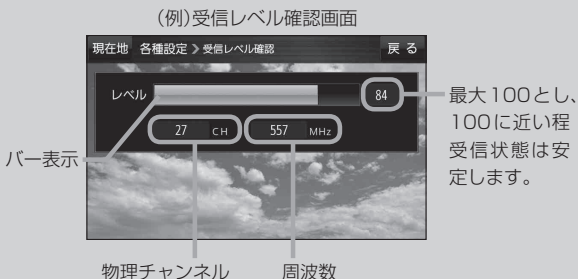 (例)受信レベル確認画面
現在地 各種設定 > 受信レベル確認 戻る
レベル 84
27 CH 557 MHz
最大100とし、
100に近い程
受信状態は安
定します。
バー表示
物理チャンネル 周波数